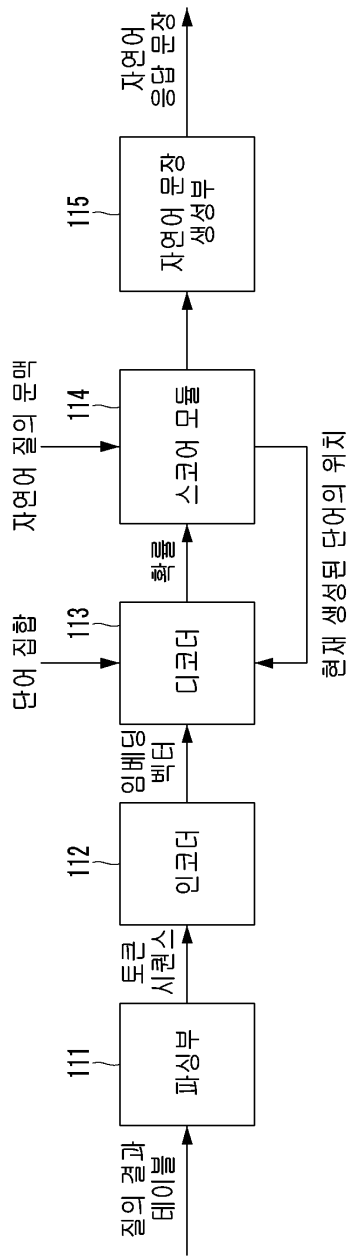 질의 결과
테이블
111
파싱부
토큰
시퀀스
112
인코더
임베딩
벡터
단어 집합
113
디코더
확률
자연어 질의 문맥
114
스코어 모듈
현재 생성된 단어의 위치
115
자연어 문장
생성부
자연어
응답 문장